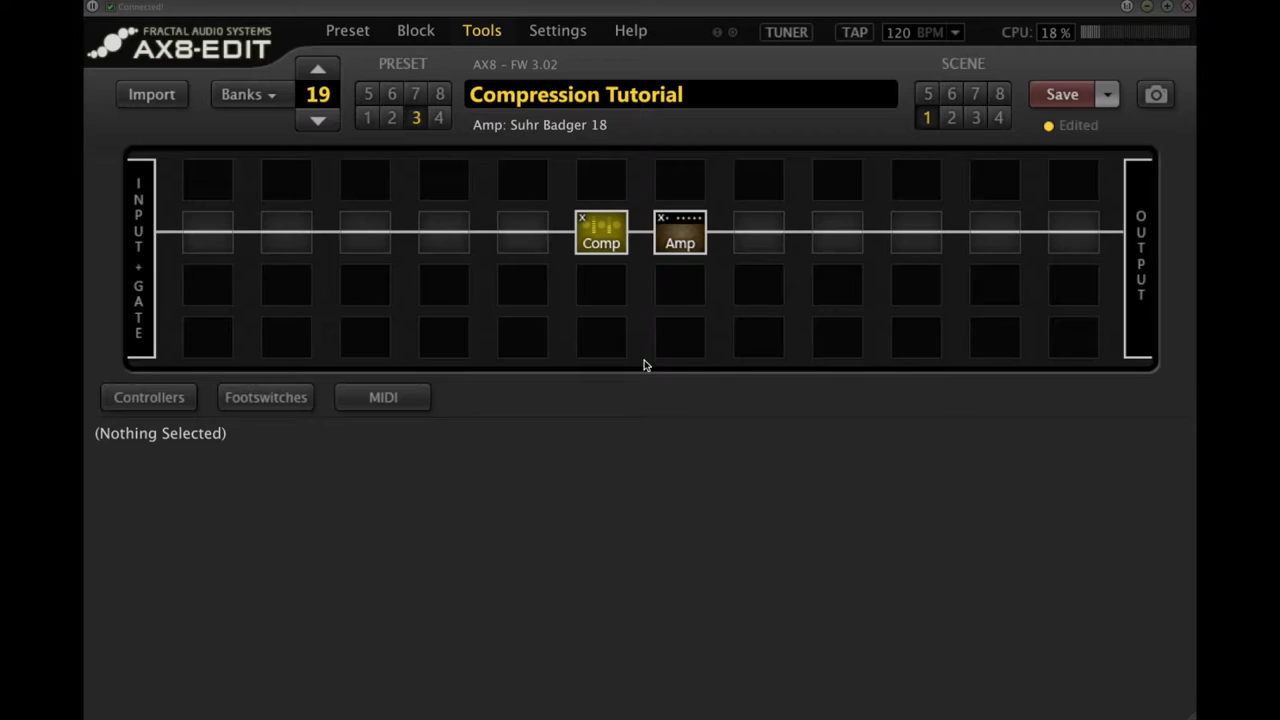 Connected!
FRACTAL AUDIO SYSTEMS
AX8-EDIT
Preset Block Tools Settings Help TUNER TAP 120 BPM CPU: 18 %
PRESET AX8 - FW 3.02 SCENE
Import Banks 19 5 6 7 8 Compression Tutorial 5 6 7 8 Save
1 2 3 4 Amp: Suhr Badger 18 1 2 3 4 Edited
INPUT + GATE
X Comp
X Amp
OUTPUT
Controllers Footswitches MIDI
(Nothing Selected)